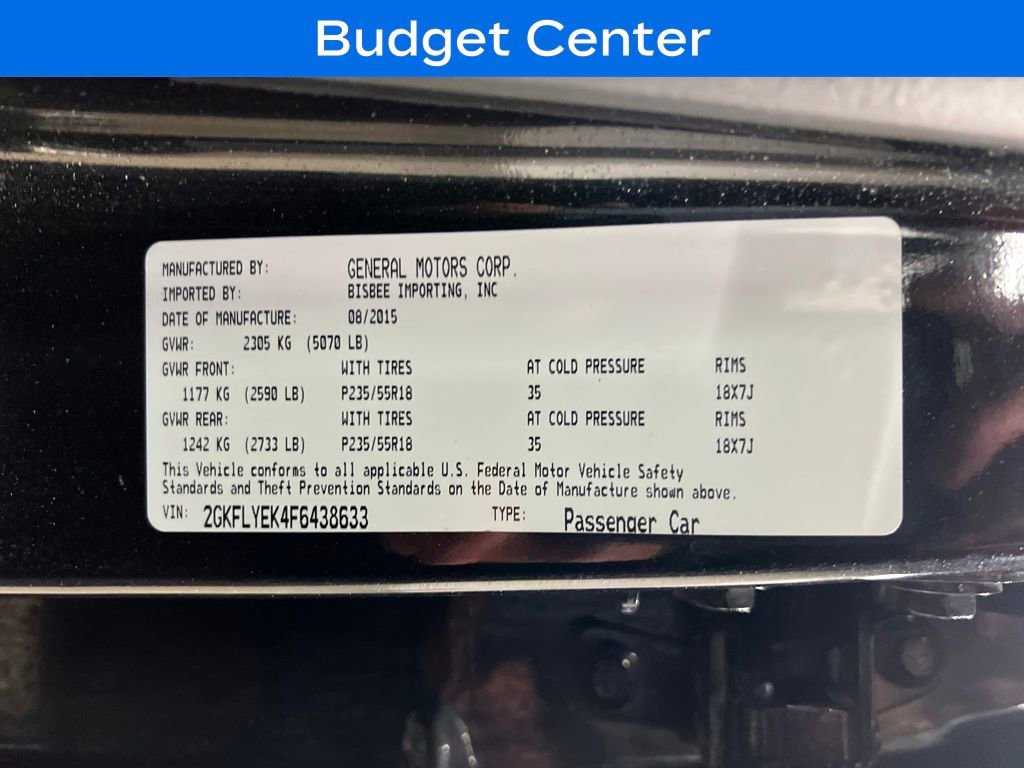 Budget Center
MANUFACTURED BY: GENERAL MOTORS CORP.
IMPORTED BY: BISBEE IMPORTING, INC
DATE OF MANUFACTURE: 08/2015
GVWR: 2305 KG (5070 LB)
GVWR FRONT: WITH TIRES AT COLD PRESSURE RIMS
1177 KG (2590 LB) P235/55R18 35 18X7J
GVWR REAR: WITH TIRES AT COLD PRESSURE RIMS
1242 KG (2733 LB) P235/55R18 35 18X7J
This Vehicle conforms to all applicable U.S. Federal Motor Vehicle Safety
Standards and Theft Prevention Standards on the Date of Manufacture shown above.
VIN: 2GKFLYEK4F6438633 TYPE: Passenger Car